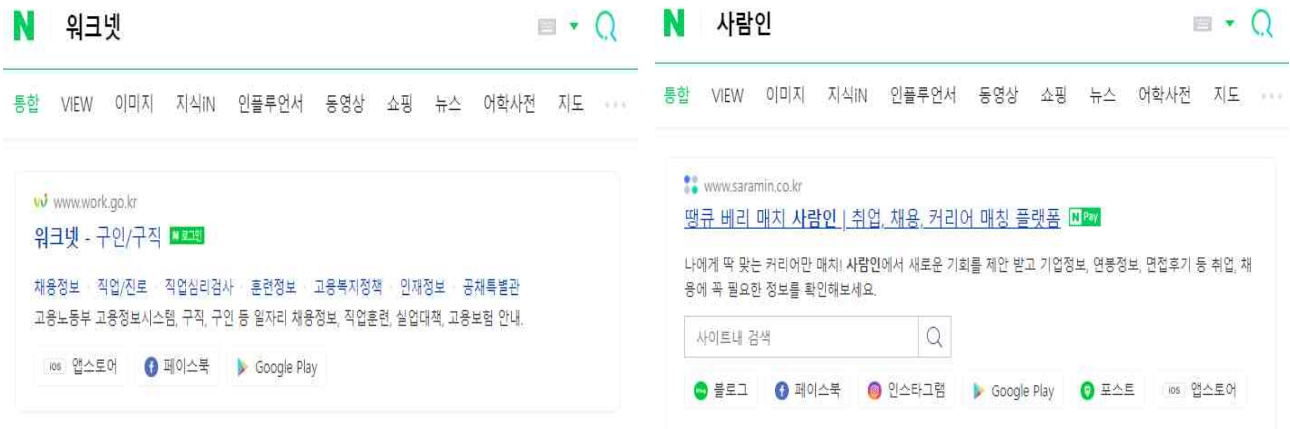 N 워크넷
통합 VIEW 이미지 지식iN 인플루언서 동영상 쇼핑 뉴스 어학사전 지도 ...
www.work.go.kr
워크넷 - 구인/구직 N 로그인
채용정보 직업/진로 직업심리검사 훈련정보 고용복지정책 인재정보 공채특별관
고용노동부 고용정보시스템, 구직, 구인 등 일자리 채용정보, 직업훈련, 실업대책, 고용보험 안내.
iOS 앱스토어 페이스북 Google Play
N 사람인
통합 VIEW 이미지 지식iN 인플루언서 동영상 쇼핑 뉴스 어학사전 지도 ...
www.saramin.co.kr
땡큐 베리 매치 사람인 | 취업, 채용, 커리어 매칭 플랫폼 N Pay
나에게 딱 맞는 커리어만 매치! 사람인에서 새로운 기회를 제안 받고 기업정보, 연봉정보, 면접후기 등 취업, 채
용에 꼭 필요한 정보를 확인해보세요.
사이트내 검색
블로그 페이스북 인스타그램 Google Play 포스트 iOS 앱스토어